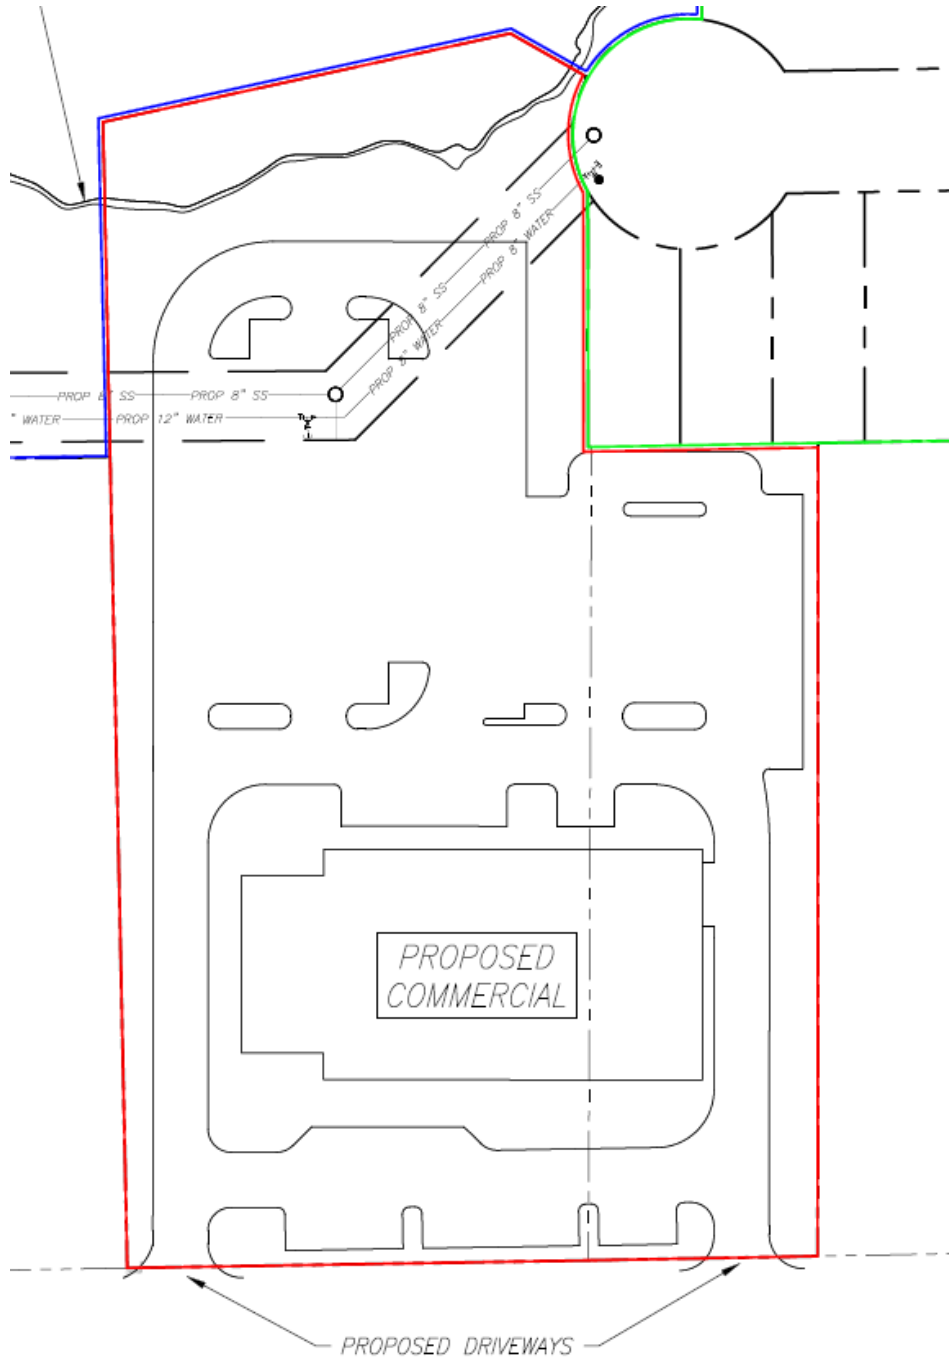 PROP 8" SS
PROP 8" WATER
PROP 8" SS
PROP 8" WATER
PROP 8" SS
PROP 8" SS
" WATER
PROP 12" WATER
PROPOSED
COMMERCIAL
PROPOSED DRIVEWAYS